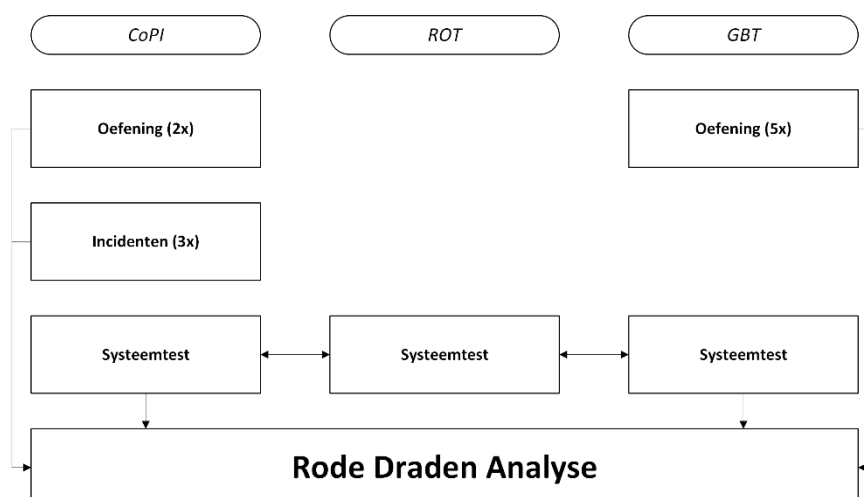 CoPI
ROT
GBT
Oefening (2x)
Oefening (5x)
Incidenten (3x)
Systeemtest
Systeemtest
Systeemtest
Rode Draden Analyse